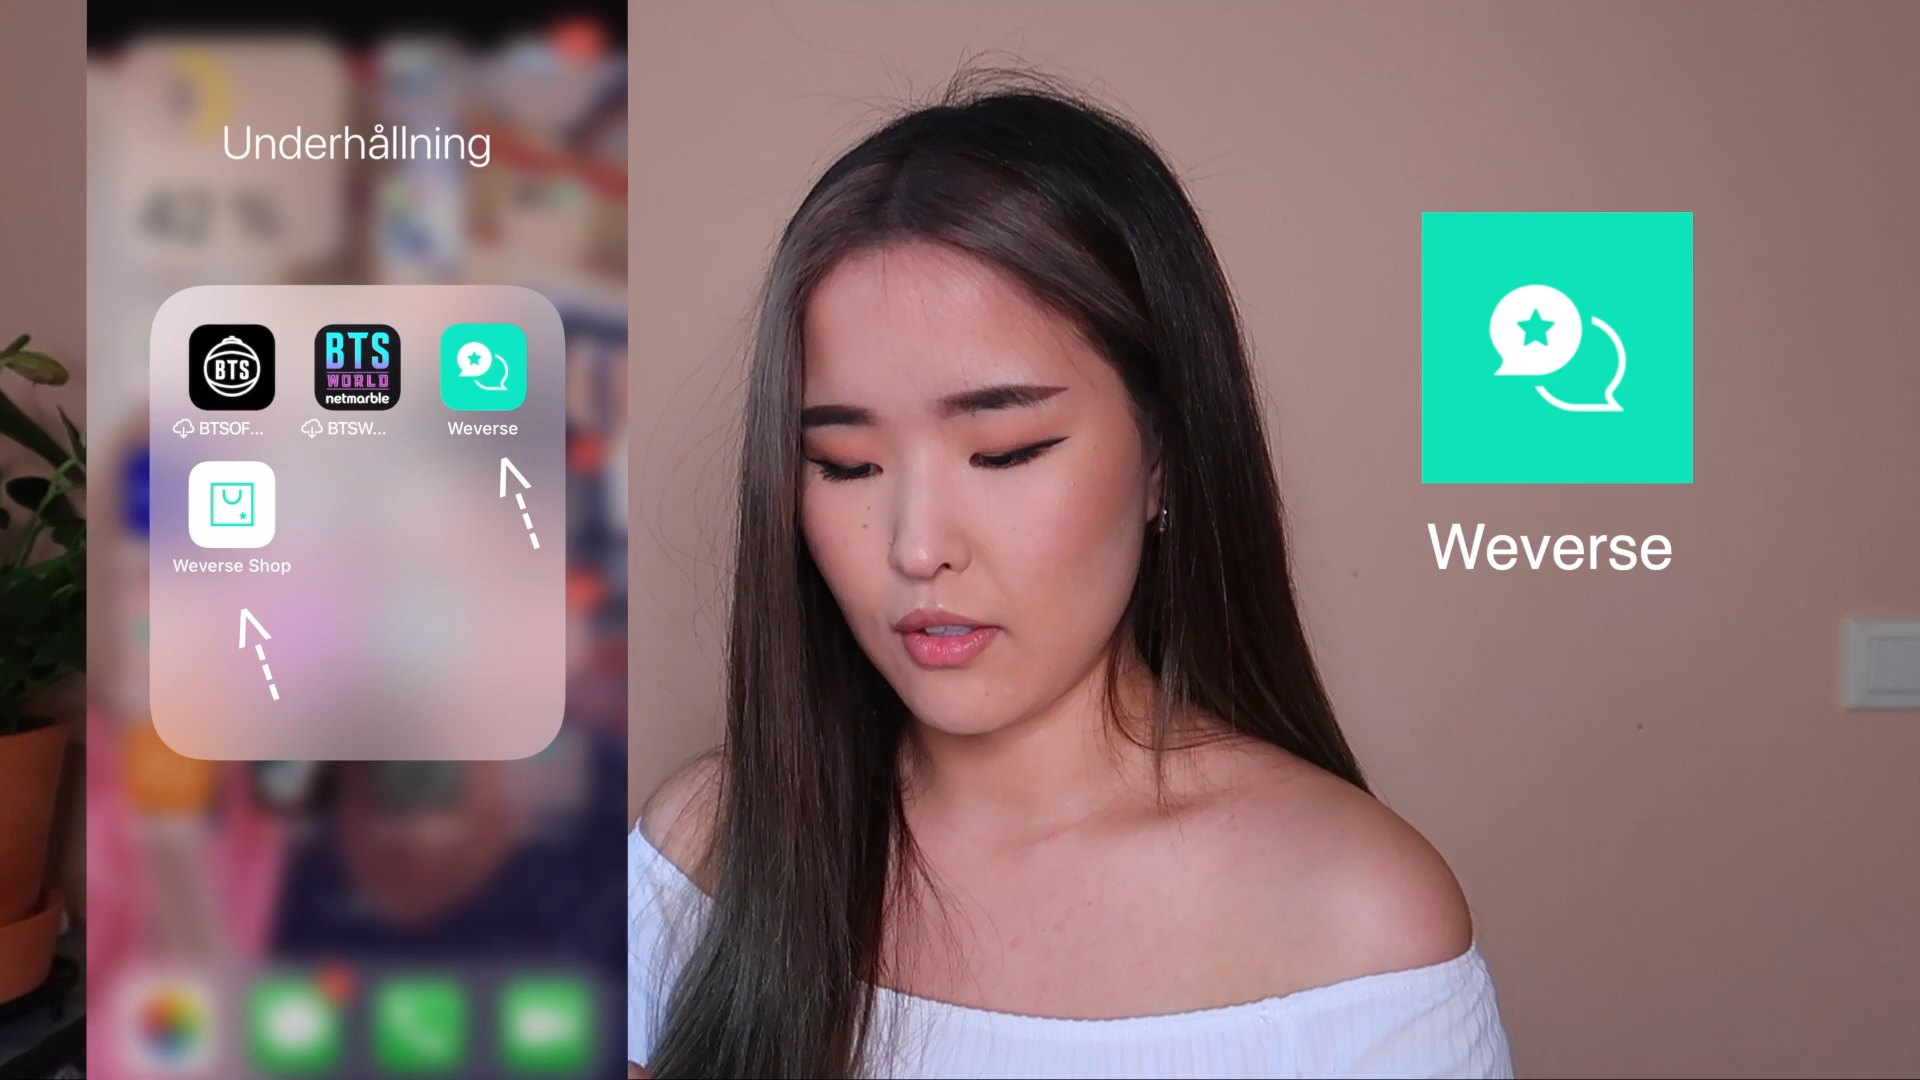 Underhållning
BTS
BTS
WORLD
netmarble
BTSOF...
BTSW...
Weverse
Weverse Shop
Weverse